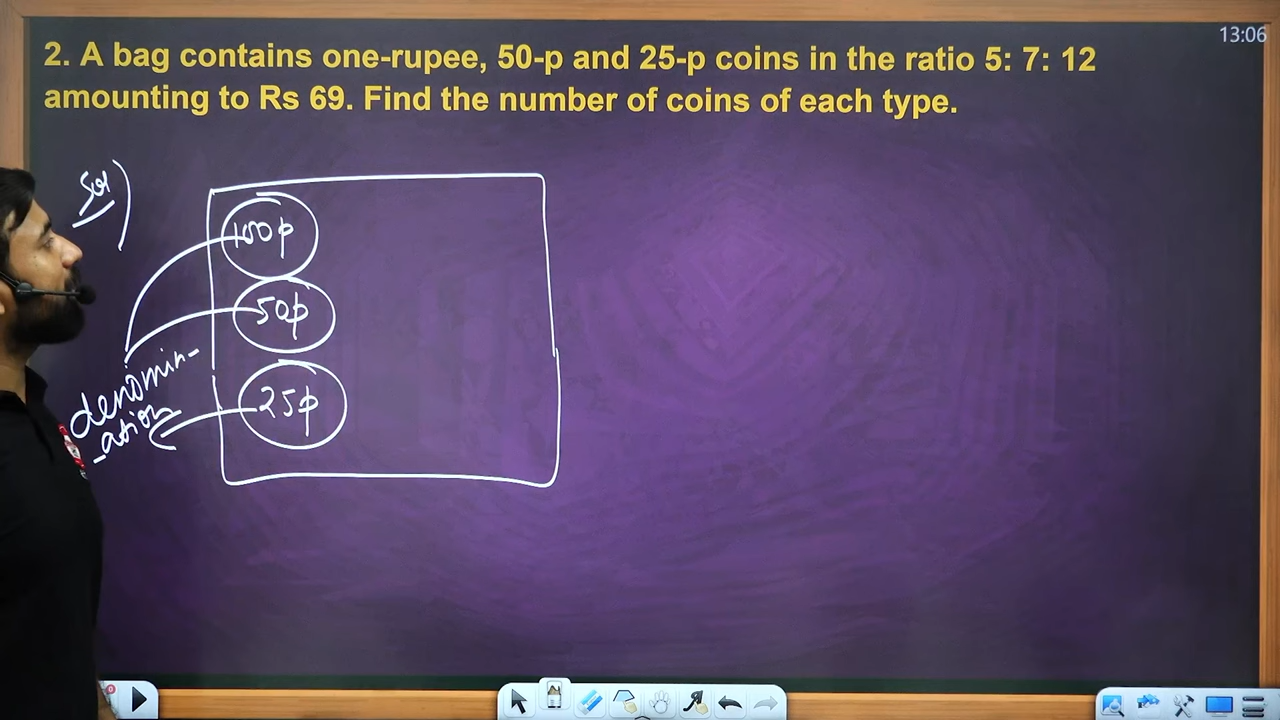 13:06
2. A bag contains one-rupee, 50-p and 25-p coins in the ratio 5: 7: 12
amounting to Rs 69. Find the number of coins of each type.
Sol)
100p
50p
denomin-
-ation
25p